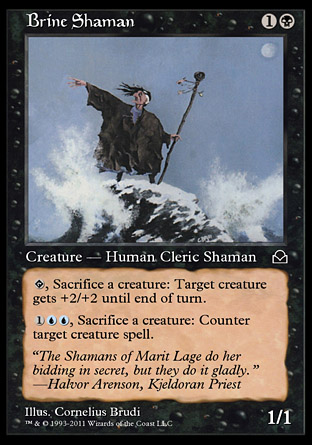 Brine Shaman 1
Creature — Human Cleric Shaman
, Sacrifice a creature: Target creature
gets +2/+2 until end of turn.
1, Sacrifice a creature: Counter
target creature spell.
“The Shamans of Marit Lage do her
bidding in secret, but they do it gladly.”
—Halvor Arenson, Kjeldoran Priest
Illus. Cornelius Brudi
™ & © 1993-2011 Wizards of the Coast LLC
1/1